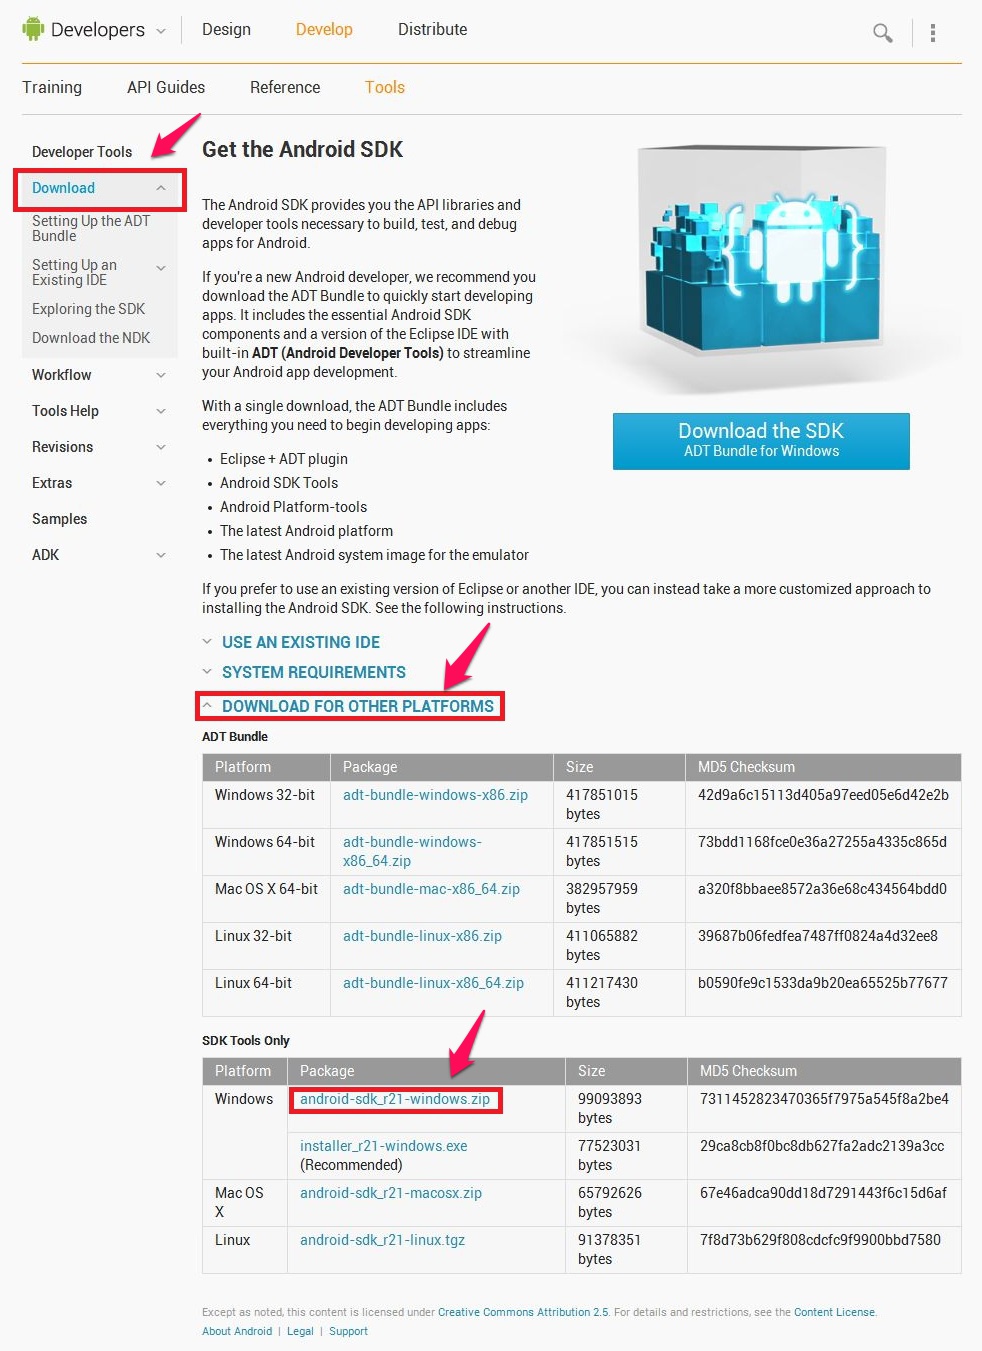 Developers
Design
Develop
Distribute
Training
API Guides
Reference
Tools
Developer Tools
Download
Setting Up the ADT
Bundle
Setting Up an
Existing IDE
Exploring the SDK
Download the NDK
Workflow
Tools Help
Revisions
Extras
Samples
ADK
Get the Android SDK
The Android SDK provides you the API libraries and
developer tools necessary to build, test, and debug
apps for Android.
If you're a new Android developer, we recommend you
download the ADT Bundle to quickly start developing
apps. It includes the essential Android SDK
components and a version of the Eclipse IDE with
built-in ADT (Android Developer Tools) to streamline
your Android app development.
With a single download, the ADT Bundle includes
everything you need to begin developing apps:
• Eclipse + ADT plugin
• Android SDK Tools
• Android Platform-tools
• The latest Android platform
• The latest Android system image for the emulator
Download the SDK
ADT Bundle for Windows
If you prefer to use an existing version of Eclipse or another IDE, you can instead take a more customized approach to
installing the Android SDK. See the following instructions.
USE AN EXISTING IDE
SYSTEM REQUIREMENTS
DOWNLOAD FOR OTHER PLATFORMS
ADT Bundle
Platform Package Size MD5 Checksum
Windows 32-bit adt-bundle-windows-x86.zip 417851015 42d9a6c15113d405a97eed05e6d42e2b
bytes
Windows 64-bit adt-bundle-windows- 417851515 73bdd1168fce0e36a27255a4335c865d
x86_64.zip bytes
Mac OS X 64-bit adt-bundle-mac-x86_64.zip 382957959 a320f8bbaee8572a36e68c434564bdd0
bytes
Linux 32-bit adt-bundle-linux-x86.zip 411065882 39687b06fedfea7487ff0824a4d32ee8
bytes
Linux 64-bit adt-bundle-linux-x86_64.zip 411217430 b0590fe9c1533da9b20ea65525b77677
bytes
SDK Tools Only
Platform Package Size MD5 Checksum
Windows android-sdk_r21-windows.zip 99093893 7311452823470365f7975a545f8a2be4
bytes
installer_r21-windows.exe 77523031 29ca8cb8f0bc8db627fa2adc2139a3cc
(Recommended) bytes
Mac OS android-sdk_r21-macosx.zip 65792626 67e46adca90dd18d7291443f6c15d6af
X bytes
Linux android-sdk_r21-linux.tgz 91378351 7f8d73b629f808cdcfc9f9900bbd7580
bytes
Except as noted, this content is licensed under Creative Commons Attribution 2.5. For details and restrictions, see the Content License.
About Android | Legal | Support